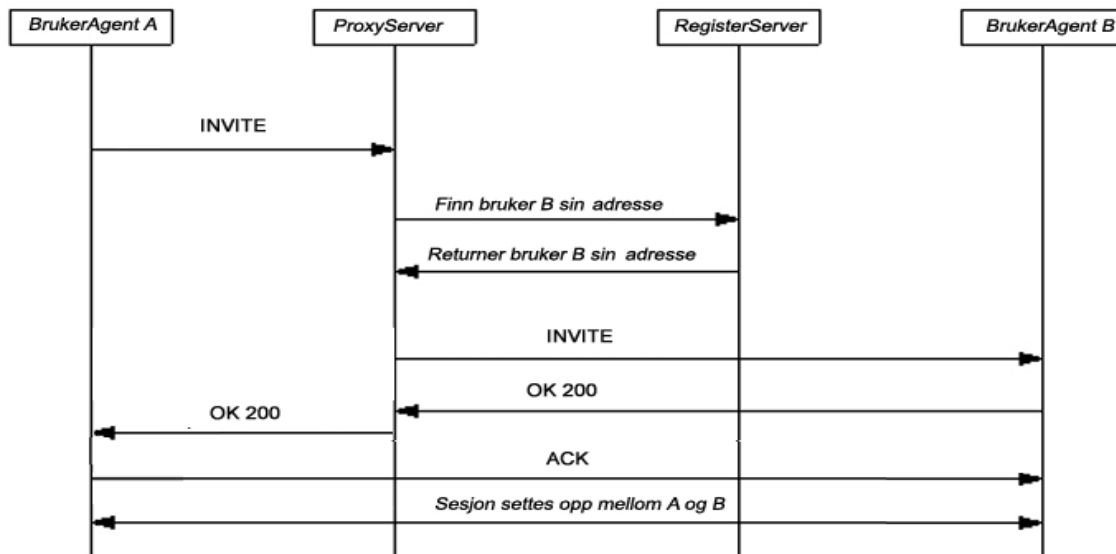 BrukerAgent A
ProxyServer
RegisterServer
BrukerAgent B
INVITE
Finn bruker B sin adresse
Returner bruker B sin adresse
INVITE
OK 200
OK 200
ACK
Sesjon settes opp mellom A og B